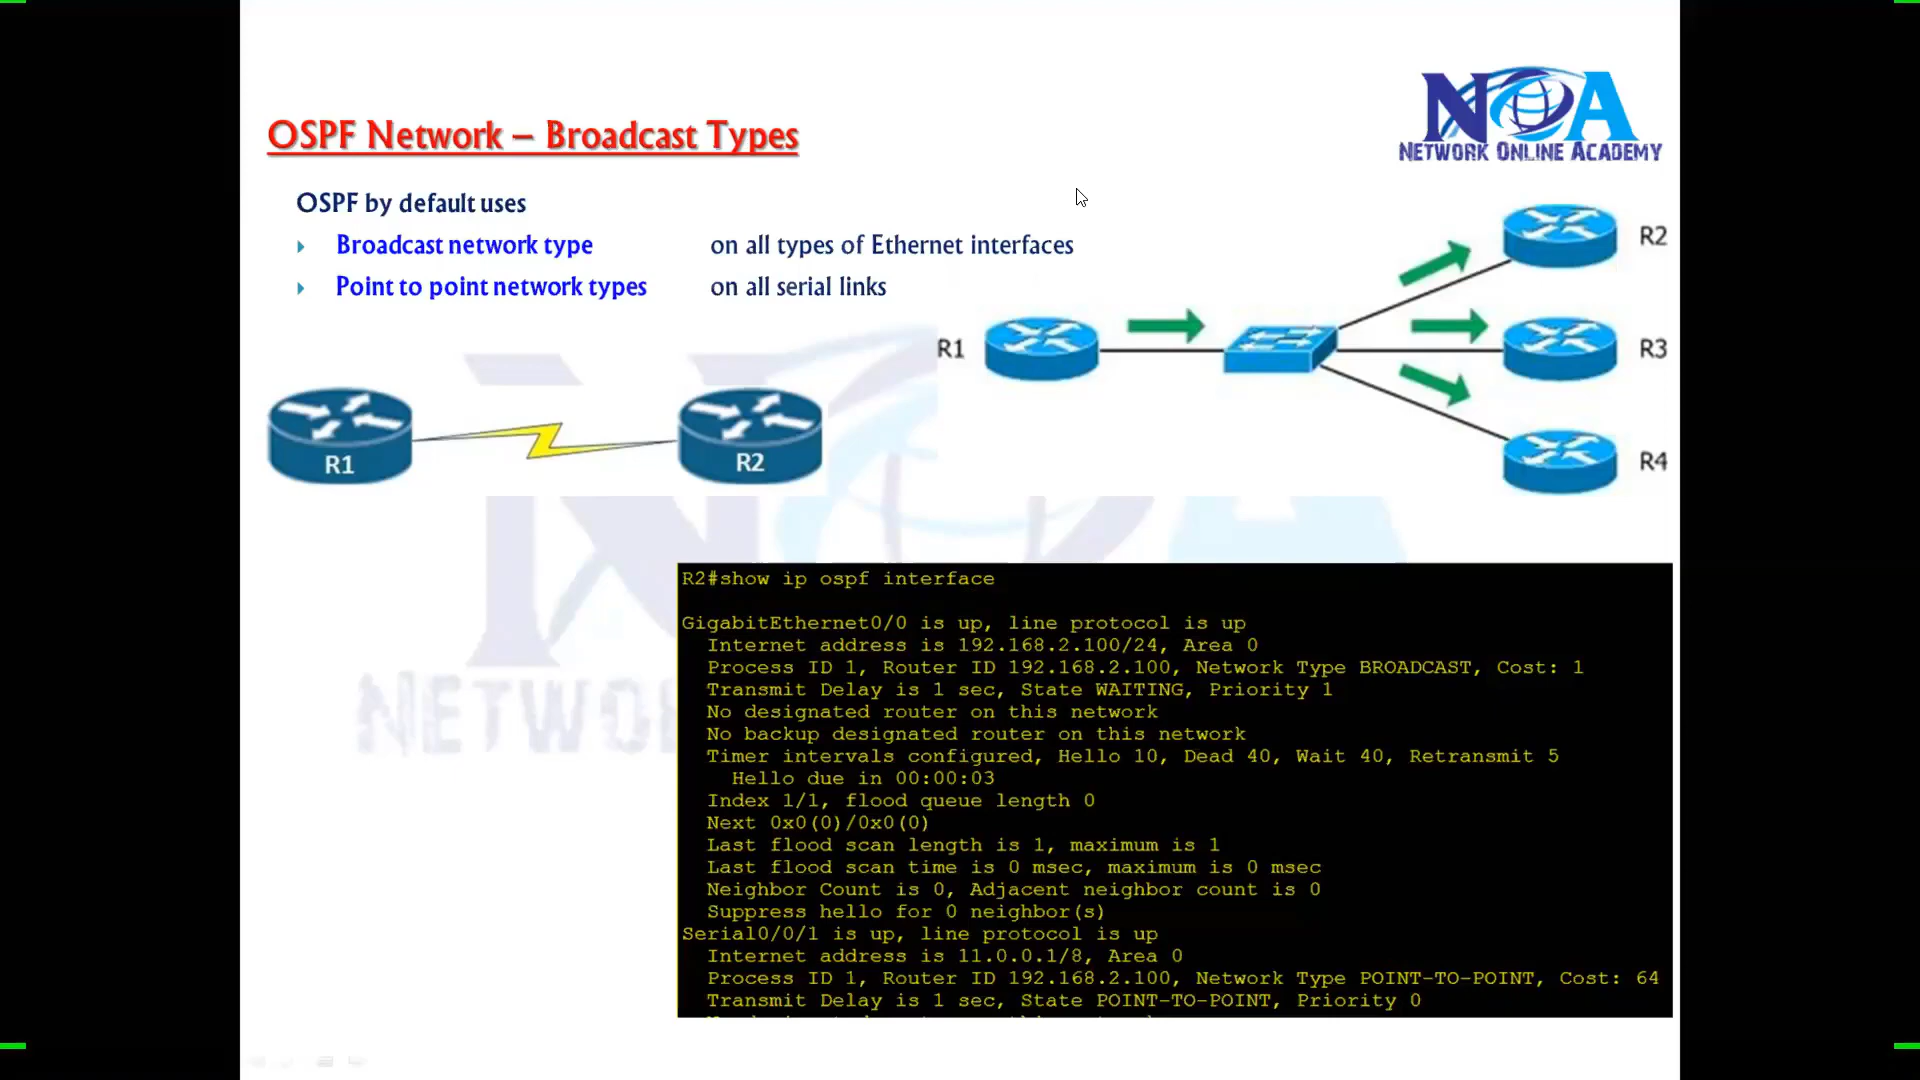 NOA
NETWORK ONLINE ACADEMY
OSPF Network – Broadcast Types
OSPF by default uses
Broadcast network type on all types of Ethernet interfaces
Point to point network types on all serial links
R1
R2
R1
R2
R3
R4
NETWO
R2#show ip ospf interface
GigabitEthernet0/0 is up, line protocol is up
Internet address is 192.168.2.100/24, Area 0
Process ID 1, Router ID 192.168.2.100, Network Type BROADCAST, Cost: 1
Transmit Delay is 1 sec, State WAITING, Priority 1
No designated router on this network
No backup designated router on this network
Timer intervals configured, Hello 10, Dead 40, Wait 40, Retransmit 5
Hello due in 00:00:03
Index 1/1, flood queue length 0
Next 0x0(0)/0x0(0)
Last flood scan length is 1, maximum is 1
Last flood scan time is 0 msec, maximum is 0 msec
Neighbor Count is 0, Adjacent neighbor count is 0
Suppress hello for 0 neighbor(s)
Serial0/0/1 is up, line protocol is up
Internet address is 11.0.0.1/8, Area 0
Process ID 1, Router ID 192.168.2.100, Network Type POINT-TO-POINT, Cost: 64
Transmit Delay is 1 sec, State POINT-TO-POINT, Priority 0